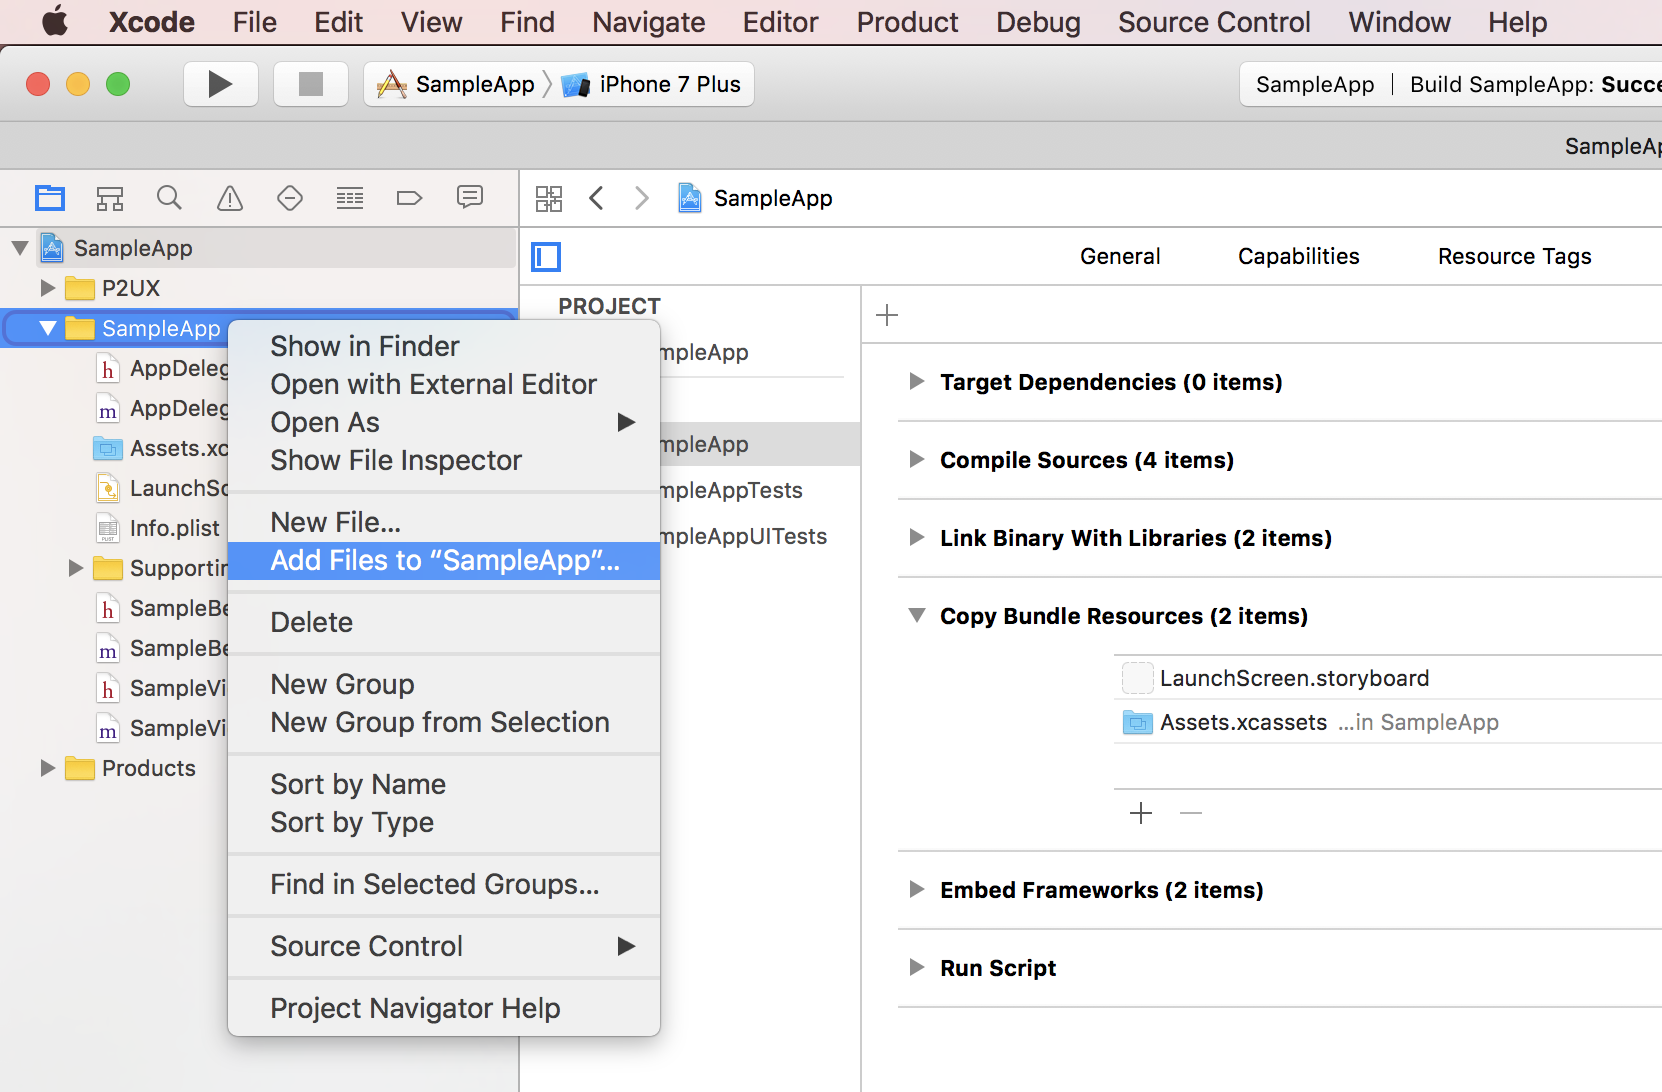 Xcode File Edit View Find Navigate Editor Product Debug Source Control Window Help
SampleApp iPhone 7 Plus
SampleApp | Build SampleApp: Succe
SampleAp
SampleApp
General Capabilities Resource Tags
SampleApp
P2UX
SampleApp
h AppDeleg
m AppDeleg
Assets.xc
LaunchSc
Info.plist
Supportin
h SampleBe
m SampleBe
h SampleVi
m SampleVi
Products
Show in Finder
Open with External Editor
Open As
Show File Inspector
New File...
Add Files to “SampleApp”...
Delete
New Group
New Group from Selection
Sort by Name
Sort by Type
Find in Selected Groups...
Source Control
Project Navigator Help
PROJECT
mpleApp
mpleApp
mpleAppTests
mpleAppUITests
Target Dependencies (0 items)
Compile Sources (4 items)
Link Binary With Libraries (2 items)
Copy Bundle Resources (2 items)
LaunchScreen.storyboard
Assets.xcassets ...in SampleApp
Embed Frameworks (2 items)
Run Script